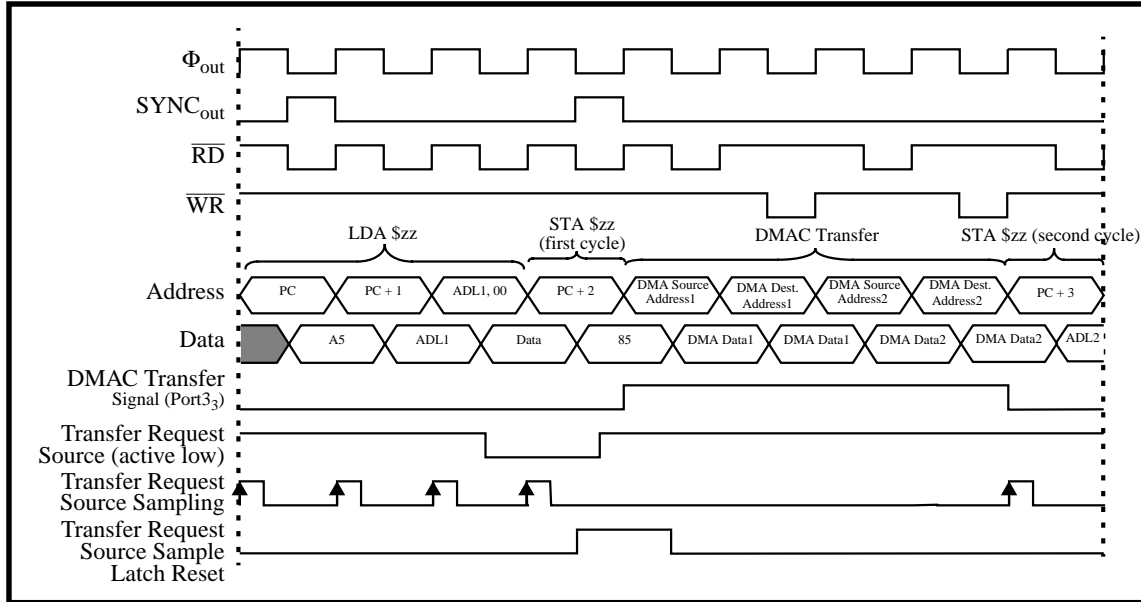 Φout
SYNCout
RD
WR
LDA $zz
STA $zz
(first cycle)
DMAC Transfer
STA $zz (second cycle)
Address
PC
PC + 1
ADL1, 00
PC + 2
DMA Source
Address1
DMA Dest.
Address1
DMA Source
Address2
DMA Dest.
Address2
PC + 3
Data
A5
ADL1
Data
85
DMA Data1
DMA Data1
DMA Data2
DMA Data2
ADL2
DMAC Transfer
Signal (Port33)
Transfer Request
Source (active low)
Transfer Request
Source Sampling
Transfer Request
Source Sample
Latch Reset